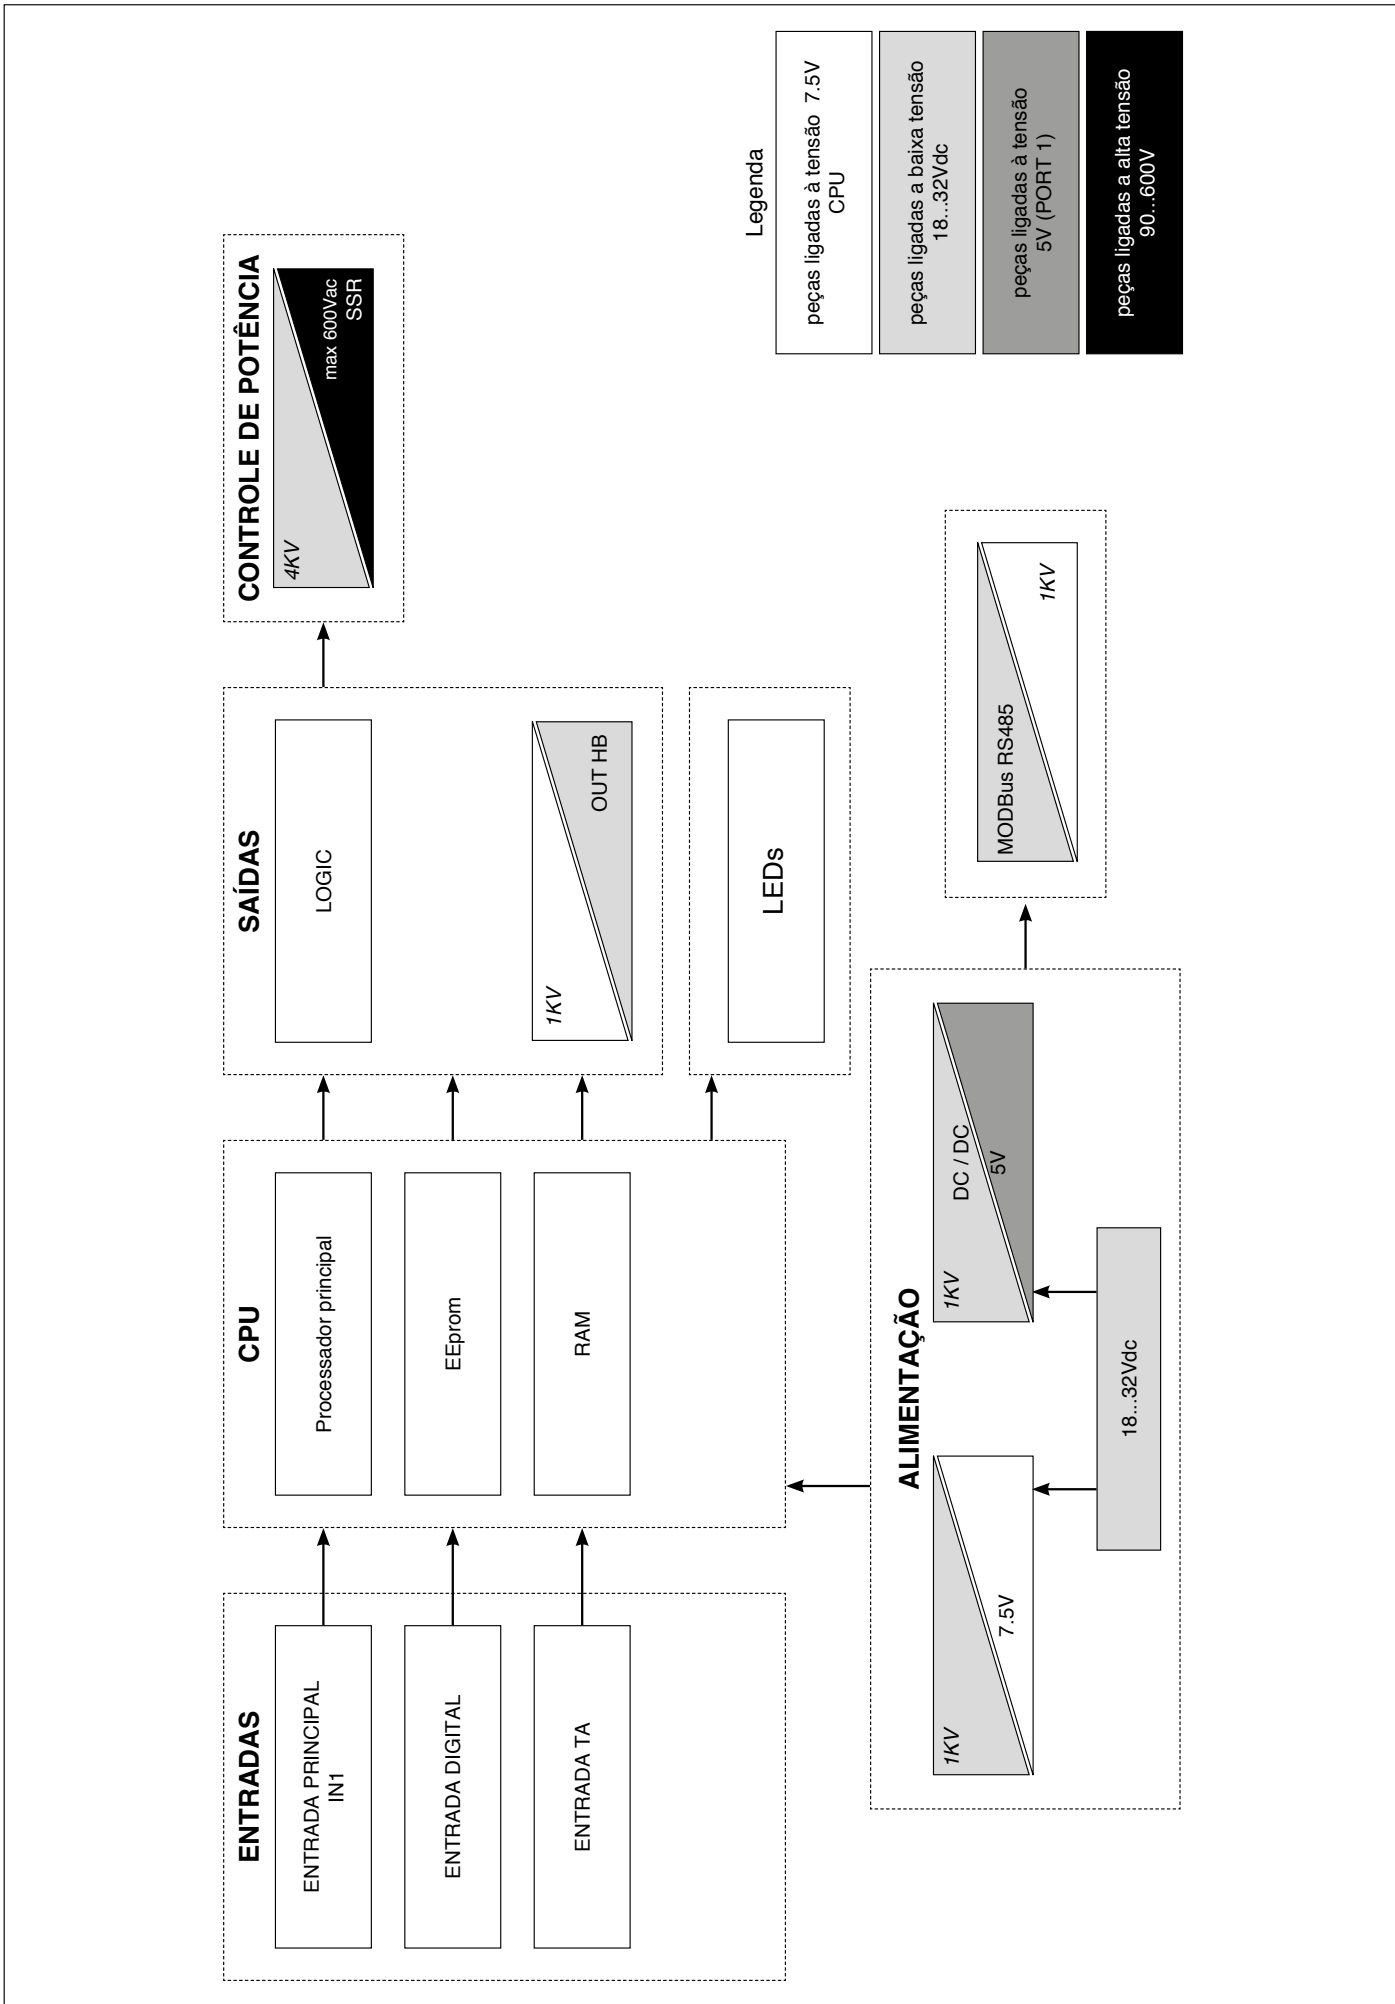 ENTRADAS
ENTRADA PRINCIPAL
IN1
ENTRADA DIGITAL
ENTRADA TA
CPU
Processador principal
EEprom
RAM
SAÍDAS
LOGIC
1KV
OUT HB
LEDs
CONTROLE DE POTÊNCIA
4KV
max 600Vac
SSR
ALIMENTAÇÃO
1KV
7.5V
1KV
DC / DC
5V
18...32Vdc
MODBus RS485
1KV
Legenda
peças ligadas à tensão 7.5V
CPU
peças ligadas a baixa tensão
18...32Vdc
peças ligadas à tensão
5V (PORT 1)
peças ligadas a alta tensão
90...600V